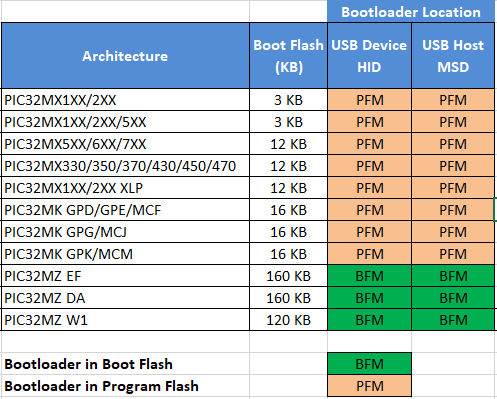 Bootloader Location
Architecture Boot Flash (KB) USB Device HID USB Host MSD
PIC32MX1XX/2XX 3 KB PFM PFM
PIC32MX1XX/2XX/5XX 3 KB PFM PFM
PIC32MX5XX/6XX/7XX 12 KB PFM PFM
PIC32MX330/350/370/430/450/470 12 KB PFM PFM
PIC32MX1XX/2XX XLP 12 KB PFM PFM
PIC32MK GPD/GPE/MCF 16 KB PFM PFM
PIC32MK GPG/MCJ 16 KB PFM PFM
PIC32MK GPK/MCM 16 KB PFM PFM
PIC32MZ EF 160 KB BFM BFM
PIC32MZ DA 160 KB BFM BFM
PIC32MZ W1 120 KB BFM BFM
Bootloader in Boot Flash BFM
Bootloader in Program Flash PFM